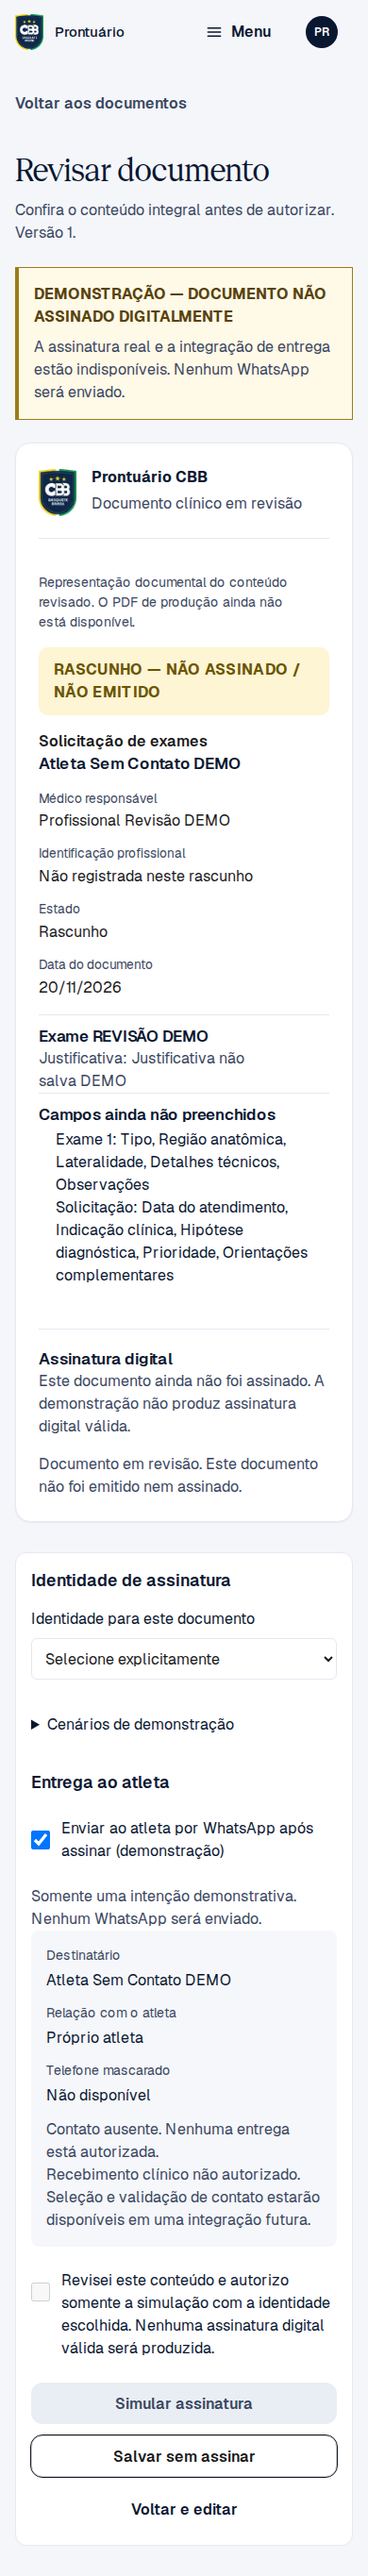 CBB
Prontuário
Menu
PR
Voltar aos documentos
Revisar documento
Confira o conteúdo integral antes de autorizar.
Versão 1.
DEMONSTRAÇÃO — DOCUMENTO NÃO
ASSINADO DIGITALMENTE
A assinatura real e a integração de entrega
estão indisponíveis. Nenhum WhatsApp
será enviado.
CBB
BASQUETE
BRASIL
Prontuário CBB
Documento clínico em revisão
Representação documental do conteúdo
revisado. O PDF de produção ainda não
está disponível.
RASCUNHO — NÃO ASSINADO /
NÃO EMITIDO
Solicitação de exames
Atleta Sem Contato DEMO
Médico responsável
Profissional Revisão DEMO
Identificação profissional
Não registrada neste rascunho
Estado
Rascunho
Data do documento
20/11/2026
Exame REVISÃO DEMO
Justificativa: Justificativa não
salva DEMO
Campos ainda não preenchidos
Exame 1: Tipo, Região anatômica,
Lateralidade, Detalhes técnicos,
Observações
Solicitação: Data do atendimento,
Indicação clínica, Hipótese
diagnóstica, Prioridade, Orientações
complementares
Assinatura digital
Este documento ainda não foi assinado. A
demonstração não produz assinatura
digital válida.
Documento em revisão. Este documento
não foi emitido nem assinado.
Identidade de assinatura
Identidade para este documento
Selecione explicitamente
Cenários de demonstração
Entrega ao atleta
Enviar ao atleta por WhatsApp após
assinar (demonstração)
Somente uma intenção demonstrativa.
Nenhum WhatsApp será enviado.
Destinatário
Atleta Sem Contato DEMO
Relação com o atleta
Próprio atleta
Telefone mascarado
Não disponível
Contato ausente. Nenhuma entrega
está autorizada.
Recebimento clínico não autorizado.
Seleção e validação de contato estarão
disponíveis em uma integração futura.
Revisei este conteúdo e autorizo
somente a simulação com a identidade
escolhida. Nenhuma assinatura digital
válida será produzida.
Simular assinatura
Salvar sem assinar
Voltar e editar